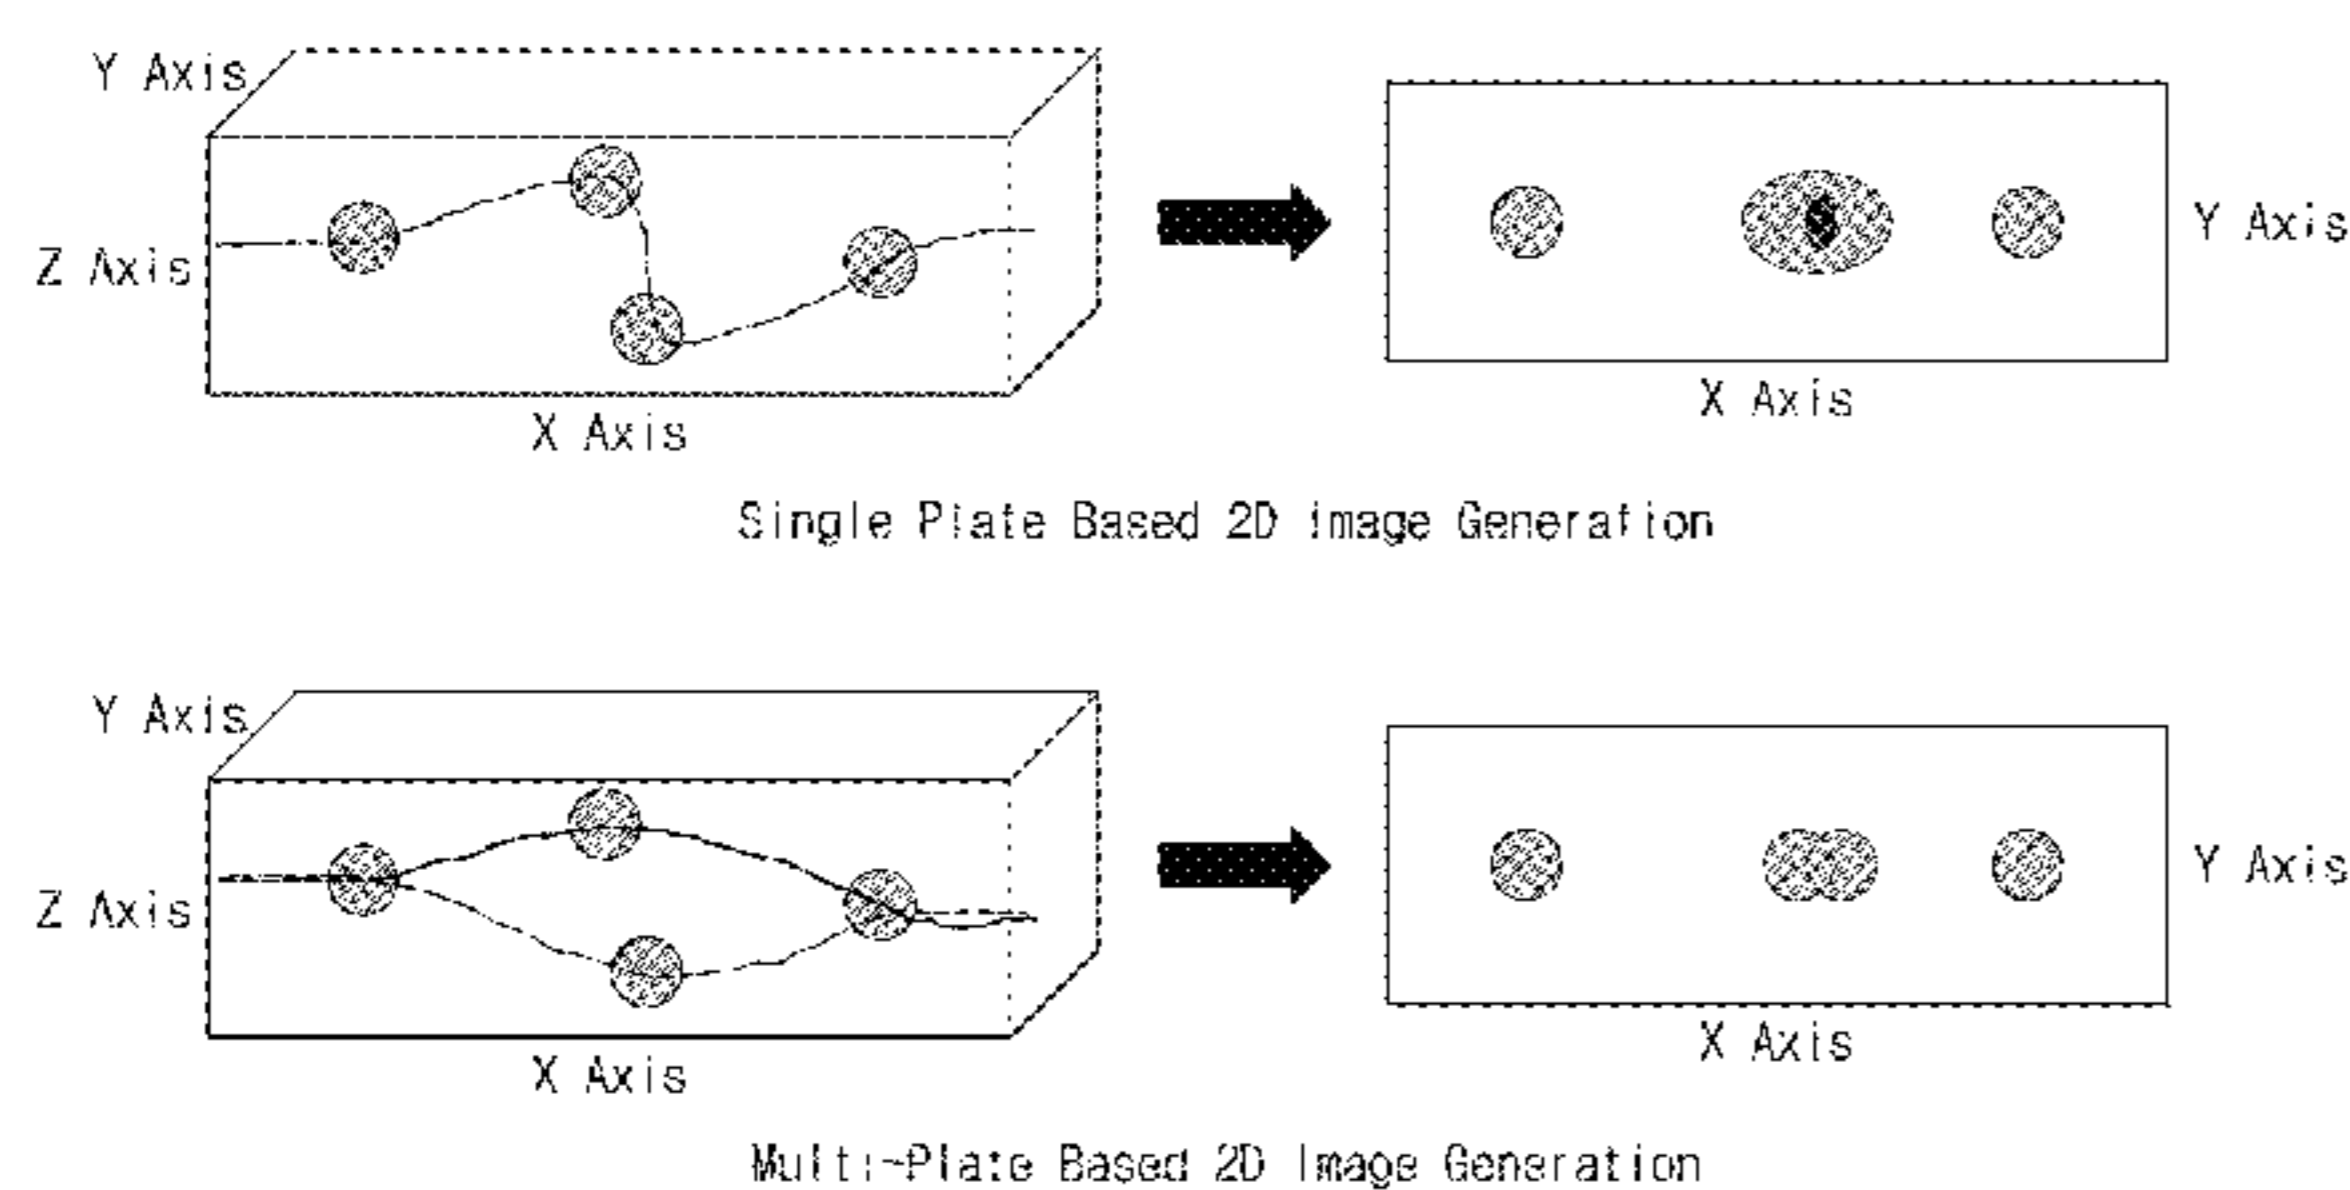 Y Axis
Z Axis
X Axis
Y Axis
X Axis
Single Plate Based 2D Image Generation
Y Axis
Z Axis
X Axis
Y Axis
X Axis
Multi-Plate Based 2D Image Generation